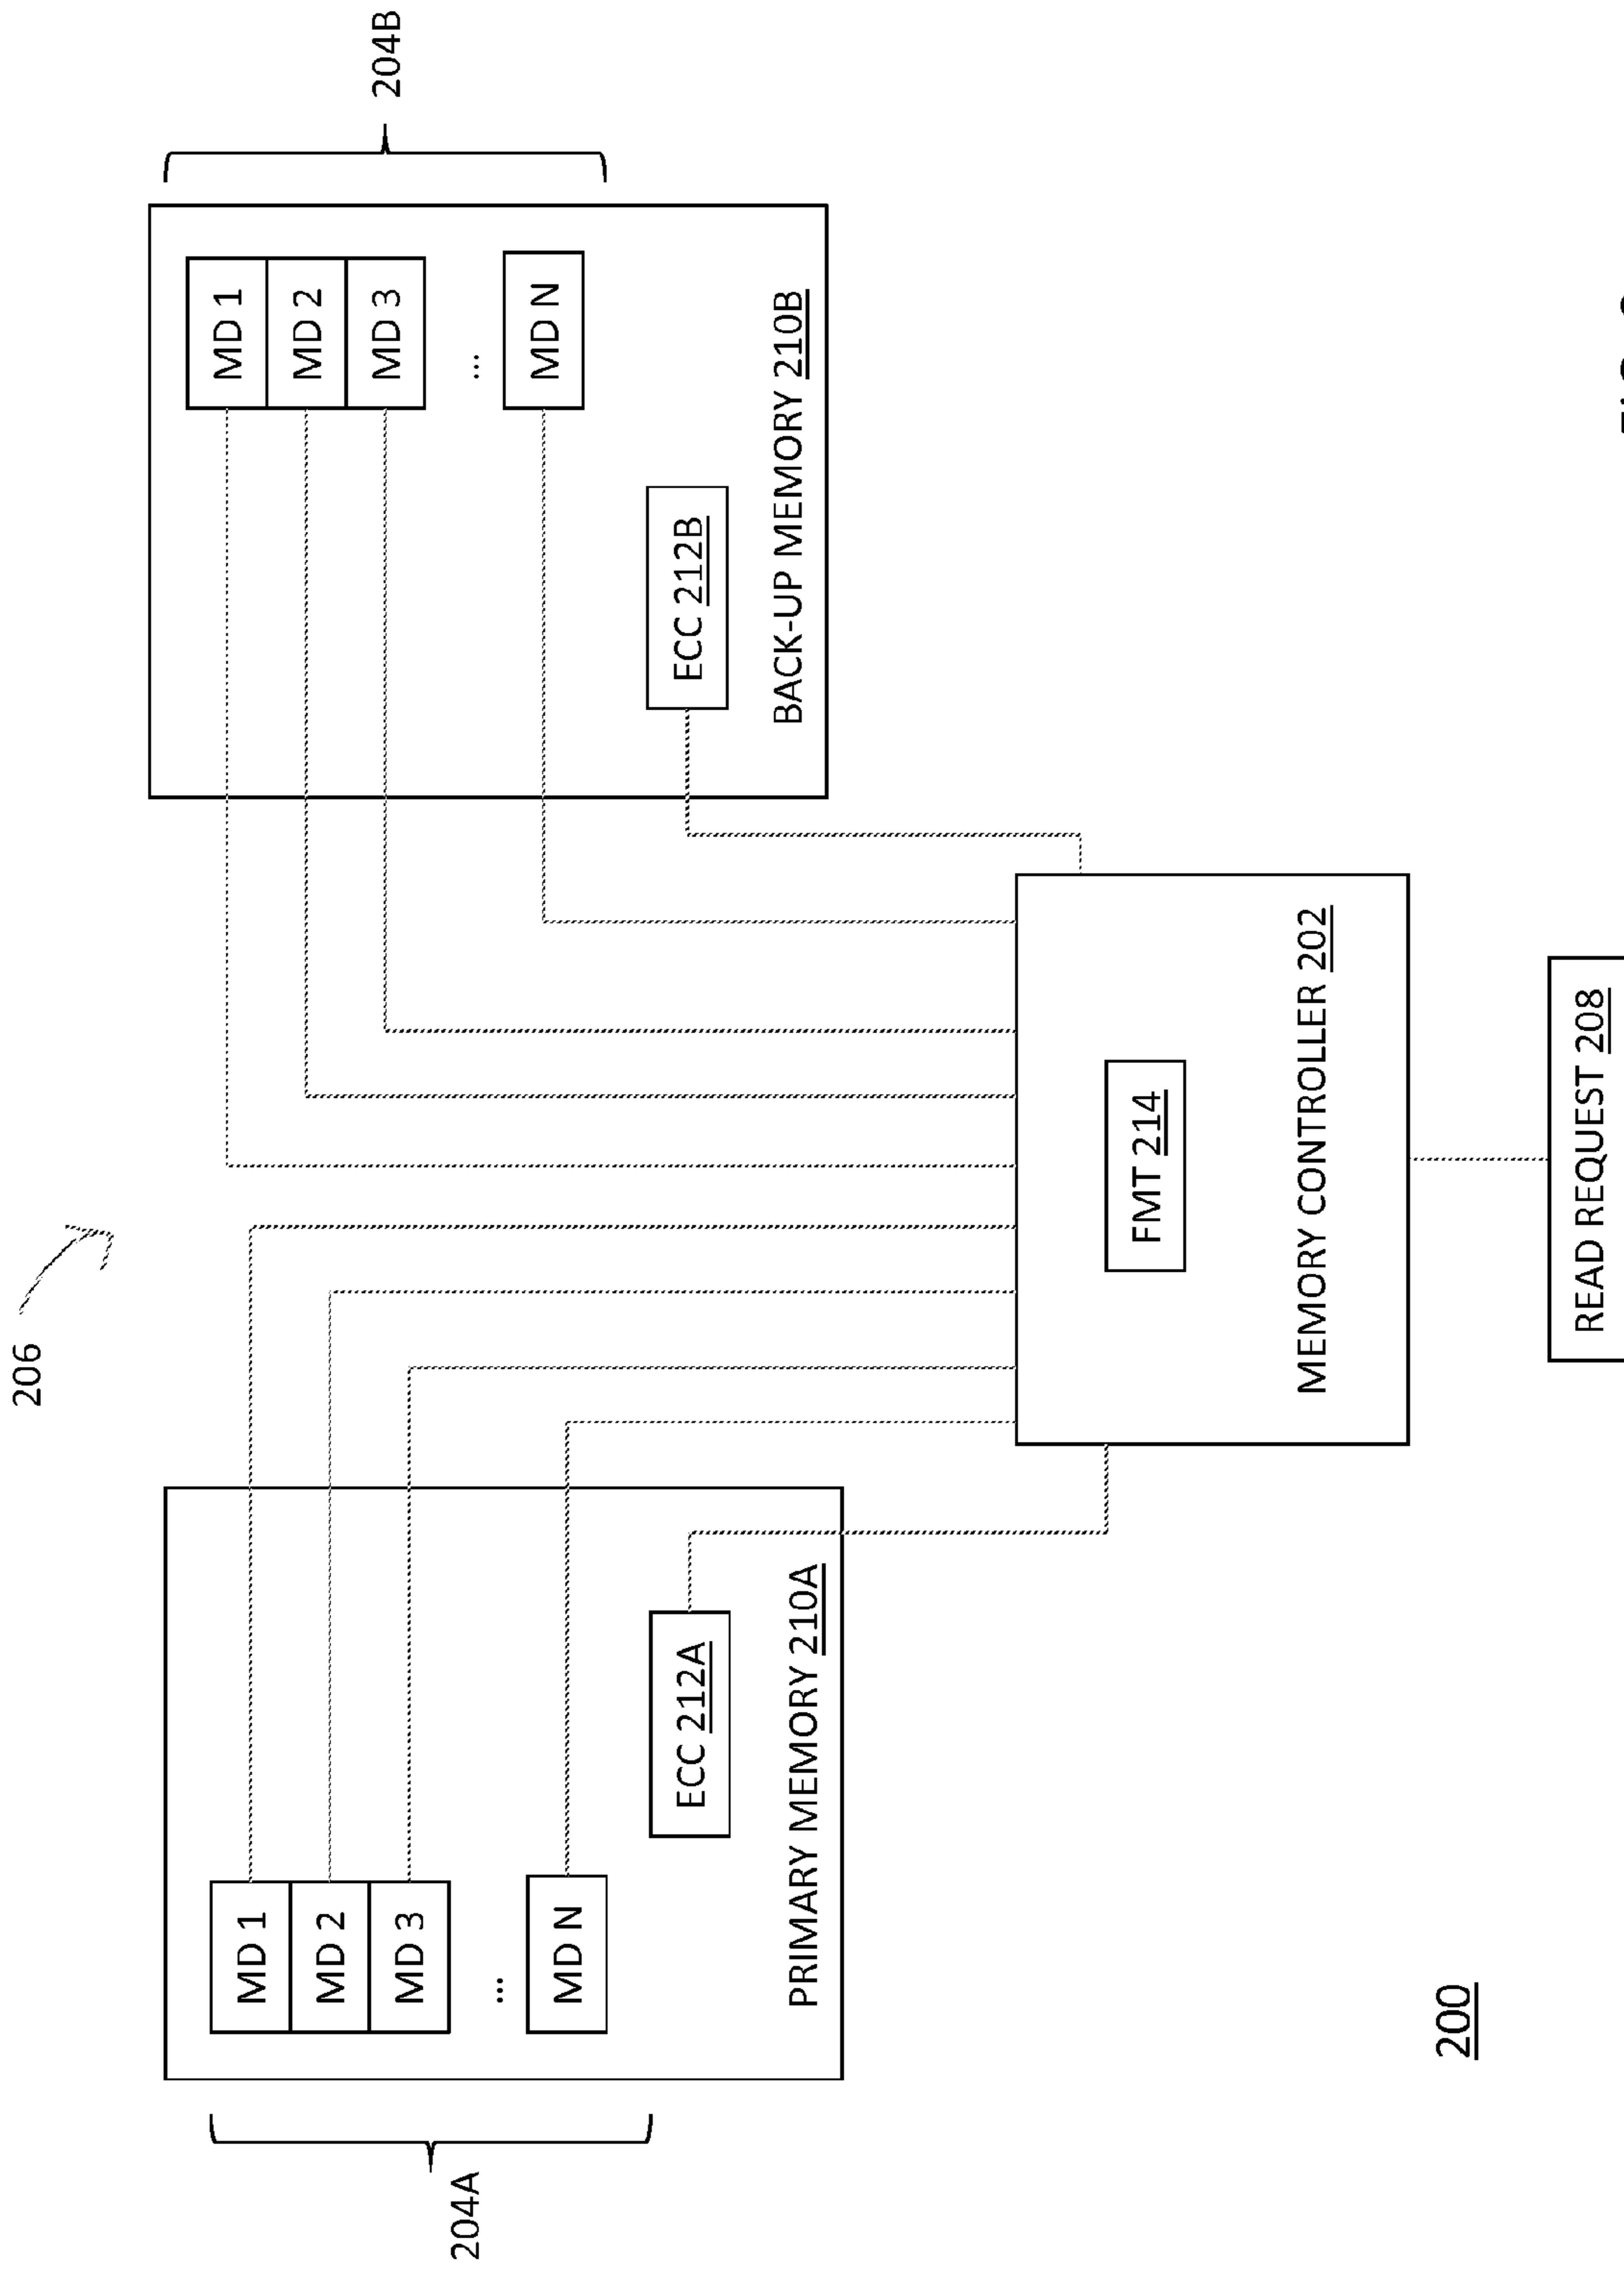 206
204A
MD 1
MD 2
MD 3
...
MD N
ECC 212A
PRIMARY MEMORY 210A
204B
MD 1
MD 2
MD 3
...
MD N
ECC 212B
BACK-UP MEMORY 210B
FMT 214
MEMORY CONTROLLER 202
READ REQUEST 208
200